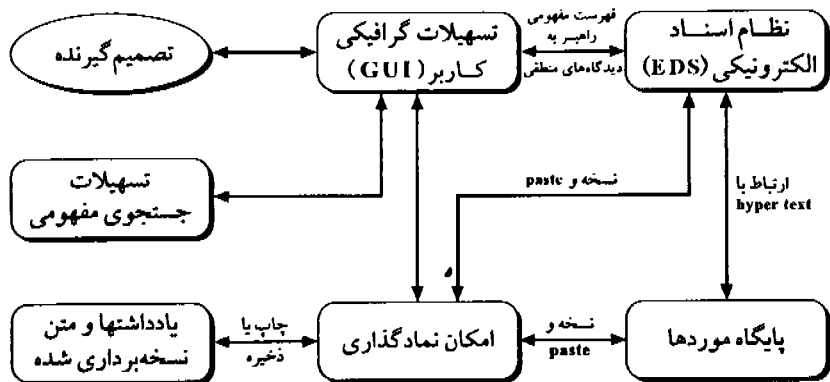 نظام اسناد
الکترونیکی (EDS)
فهرست مفهومی
راهبر به
دیدگاه‌های منطقی
تسهیلات گرافیکی
کاربر (GUI)
تصمیم‌گیرنده
تسهیلات
جستجوی مفهومی
نسخه و paste
ارتباط با
hyper text
پایگاه موردها
نسخه و
paste
امکان نمادگذاری
چاپ یا
ذخیره
یادداشتها و متن
نسخه‌برداری شده